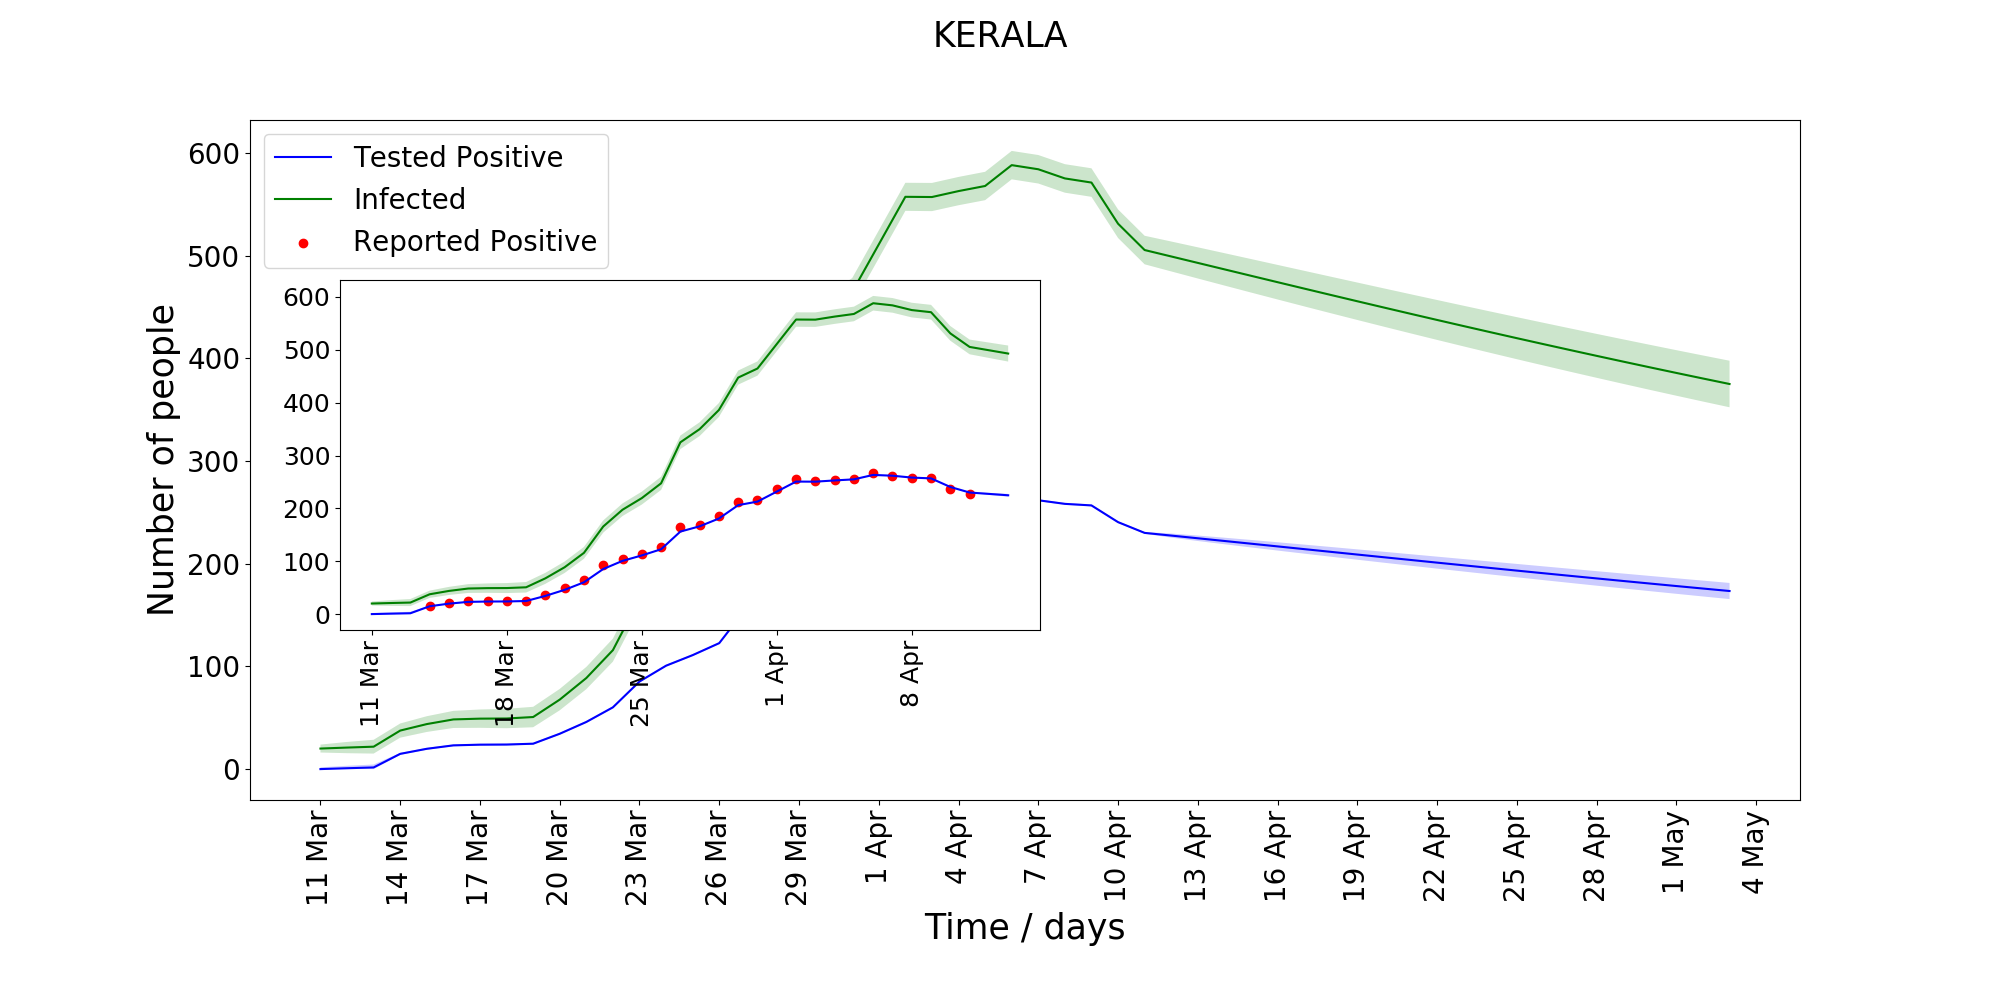 KERALA
Tested Positive
Infected
Reported Positive
Number of people
600
500
400
300
200
100
0
600
500
400
300
200
100
0
11 Mar
18 Mar
25 Mar
1 Apr
8 Apr
11 Mar
14 Mar
17 Mar
20 Mar
23 Mar
26 Mar
29 Mar
1 Apr
4 Apr
7 Apr
10 Apr
13 Apr
16 Apr
19 Apr
22 Apr
25 Apr
28 Apr
1 May
4 May
Time / days